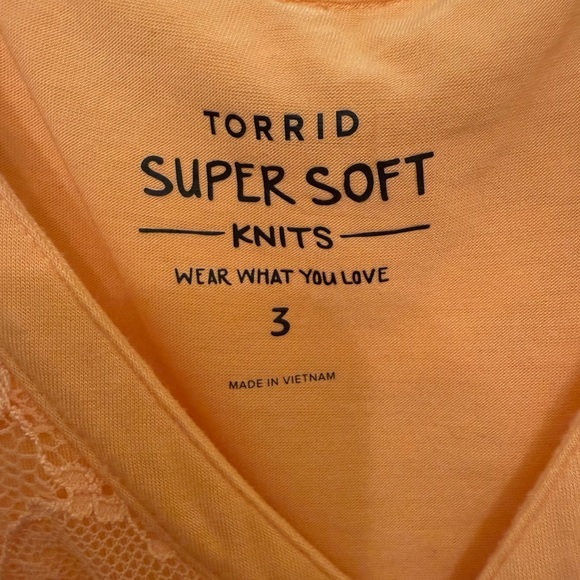 TORRID
SUPER SOFT
KNITS
WEAR WHAT YOU LOVE
3
MADE IN VIETNAM